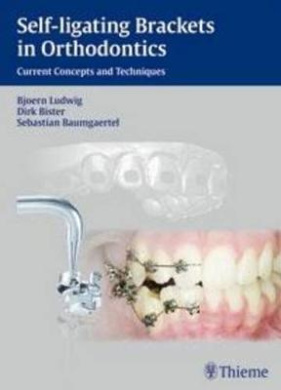 Self-ligating Brackets
in Orthodontics
Current Concepts and Techniques
Bjoern Ludwig
Dirk Bister
Sebastian Baumgaertel
Thieme